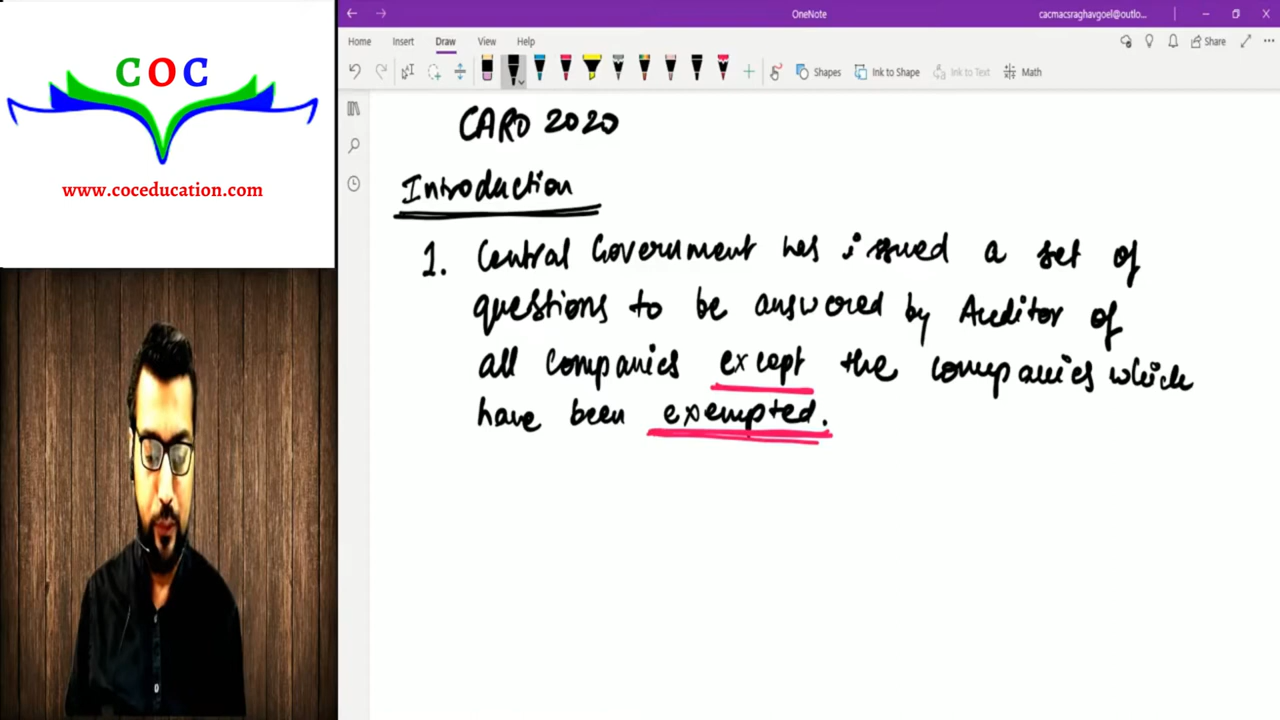 COC
www.coceducation.com
OneNote
cacmacsraghavgoel@outlo...
Home Insert Draw View Help
Share
Shapes Ink to Shape Ink to Text Math
CARO 2020
Introduction
1. Central Government has issued a set of
questions to be answered by Auditor of
all companies except the companies which
have been exempted.